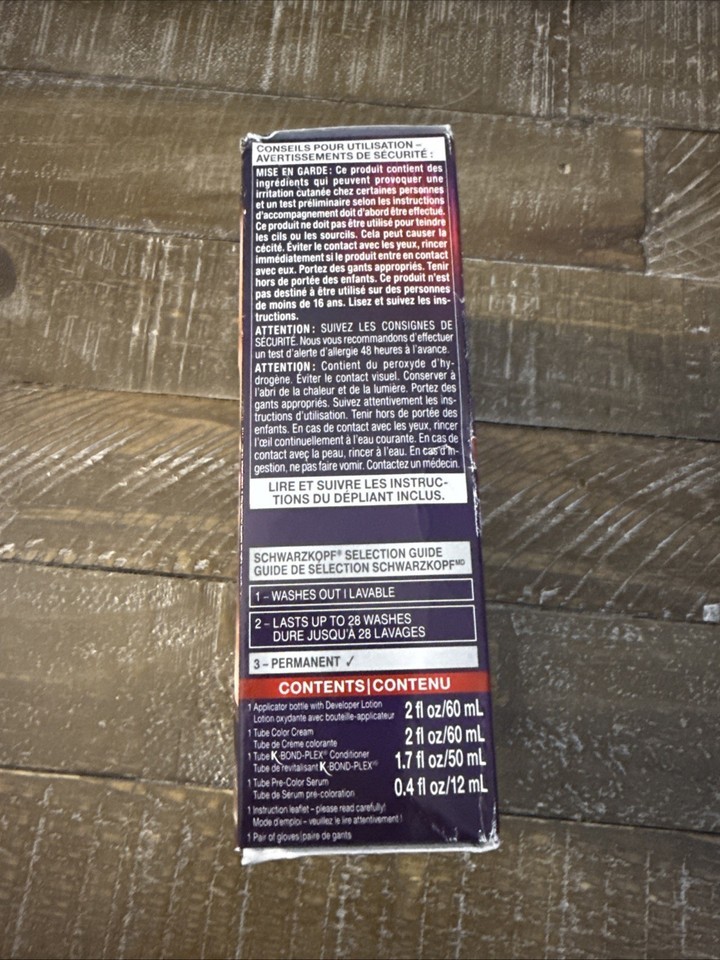 CONSEILS POUR UTILISATION –
AVERTISSEMENTS DE SÉCURITÉ :
MISE EN GARDE: Ce produit contient des
ingrédients qui peuvent provoquer une
irritation cutanée chez certaines personnes
et un test préliminaire selon les instructions
d'accompagnement doit d'abord être effectué.
Ce produit ne doit pas être utilisé pour teindre
les cils ou les sourcils. Cela peut causer la
cécité. Éviter le contact avec les yeux, rincer
immédiatement si le produit entre en contact
avec eux. Portez des gants appropriés. Tenir
hors de portée des enfants. Ce produit n'est
pas destiné à être utilisé sur des personnes
de moins de 16 ans. Lisez et suivez les ins-
tructions.
ATTENTION: SUIVEZ LES CONSIGNES DE
SÉCURITÉ. Nous vous recommandons d'effectuer
un test d'alerte d'allergie 48 heures à l'avance.
ATTENTION: Contient du peroxyde d'hy-
drogène. Éviter le contact visuel. Conserver à
l'abri de la chaleur et de la lumière. Portez des
gants appropriés. Suivez attentivement les ins-
tructions d'utilisation. Tenir hors de portée des
enfants. En cas de contact avec les yeux, rincer
l'œil continuellement à l'eau courante. En cas de
contact avec la peau, rincer à l'eau. En cas d'in-
gestion, ne pas faire vomir. Contactez un médecin.
LIRE ET SUIVRE LES INSTRUC-
TIONS DU DÉPLIANT INCLUS.
SCHWARZKOPF® SELECTION GUIDE
GUIDE DE SÉLECTION SCHWARZKOPFMD
1 – WASHES OUT | LAVABLE
2 – LASTS UP TO 28 WASHES
DURE JUSQU'À 28 LAVAGES
3 – PERMANENT ✓
CONTENTS|CONTENU
1 Applicator bottle with Developer Lotion
Lotion oxydante avec bouteille-applicateur 2 fl oz/60 mL
1 Tube Color Cream
Tube de Crème colorante 2 fl oz/60 mL
1 Tube K-BOND-PLEX® Conditioner
Tube de revitalisant K-BOND-PLEXMD 1.7 fl oz/50 mL
1 Tube Pre-Color Serum
Tube de Sérum pré-coloration 0.4 fl oz/12 mL
1 Instruction leaflet – please read carefully!
Mode d'emploi – veuillez le lire attentivement !
1 Pair of gloves|paire de gants